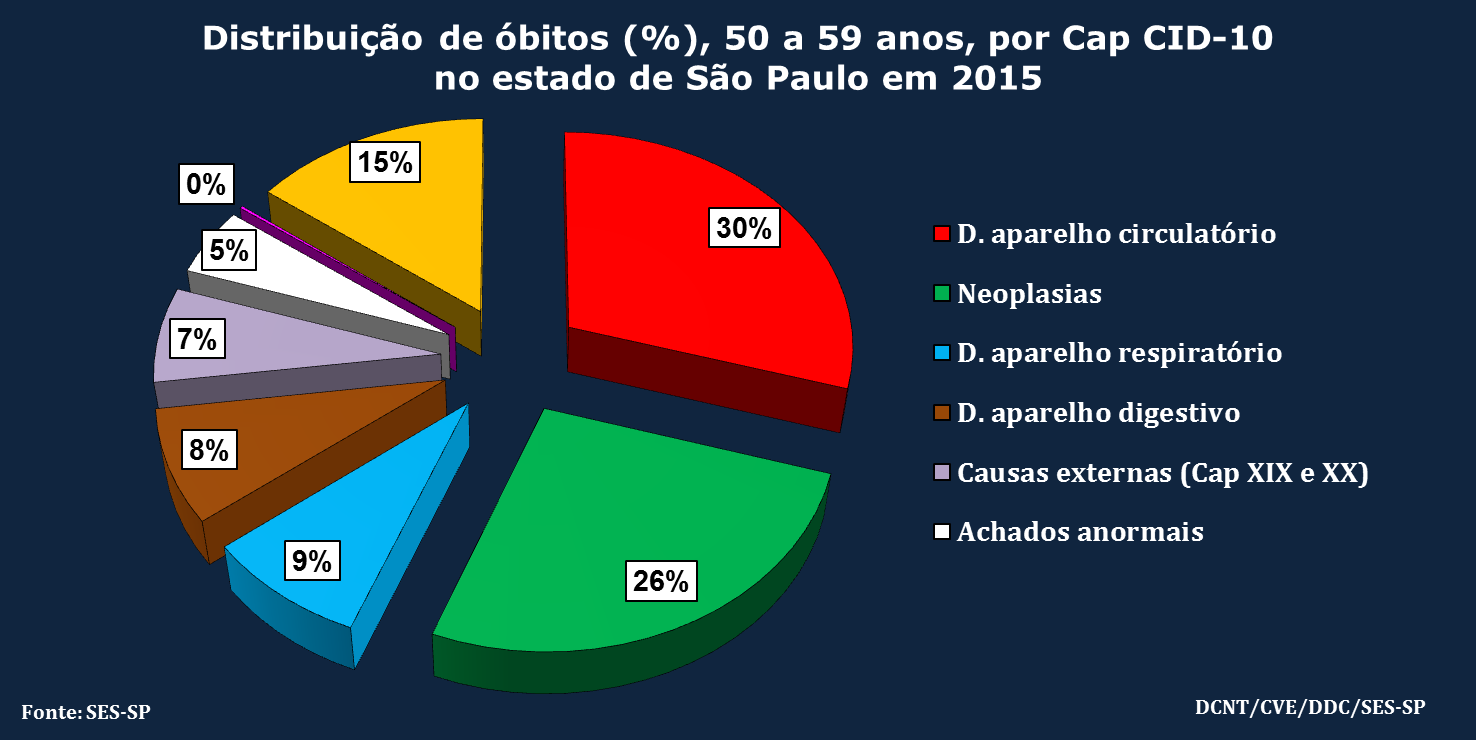 Distribuição de óbitos (%), 50 a 59 anos, por Cap CID-10
no estado de São Paulo em 2015
15%
0%
30%
5%
7%
8%
9%
26%
D. aparelho circulatório
Neoplasias
D. aparelho respiratório
D. aparelho digestivo
Causas externas (Cap XIX e XX)
Achados anormais
Fonte: SES-SP
DCNT/CVE/DDC/SES-SP